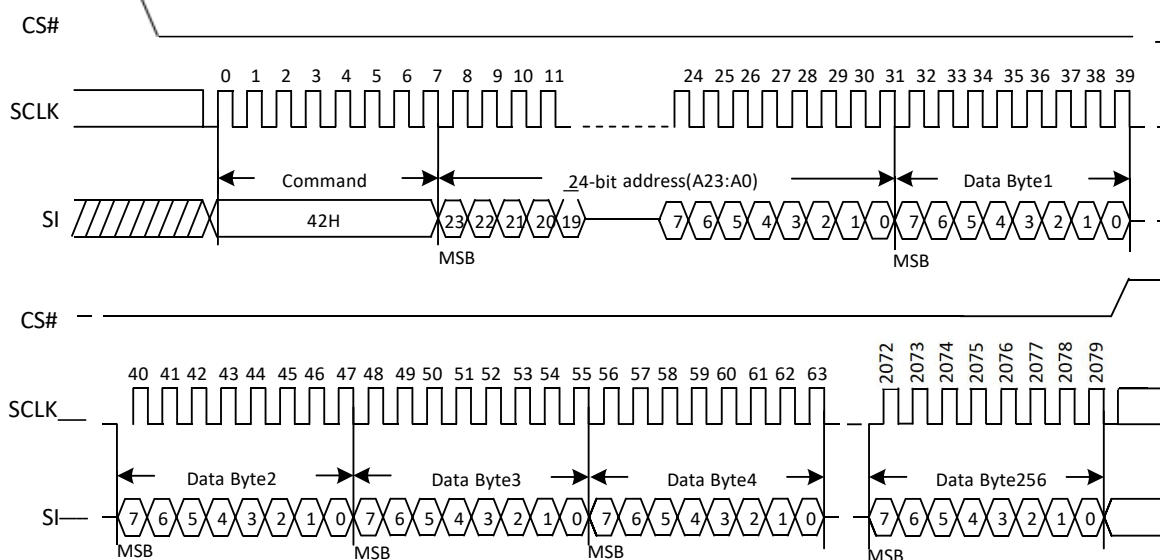 CS#
0 1 2 3 4 5 6 7 8 9 10 11 24 25 26 27 28 29 30 31 32 33 34 35 36 37 38 39
SCLK
Command 24-bit address(A23:A0) Data Byte1
SI 42H 23 22 21 20 19 7 6 5 4 3 2 1 0 7 6 5 4 3 2 1 0
MSB MSB
CS#
40 41 42 43 44 45 46 47 48 49 50 51 52 53 54 55 56 57 58 59 60 61 62 63 2072 2073 2074 2075 2076 2077 2078 2079
SCLK
Data Byte2 Data Byte3 Data Byte4 Data Byte256
SI 7 6 5 4 3 2 1 0 7 6 5 4 3 2 1 0 7 6 5 4 3 2 1 0 7 6 5 4 3 2 1 0
MSB MSB MSB MSB